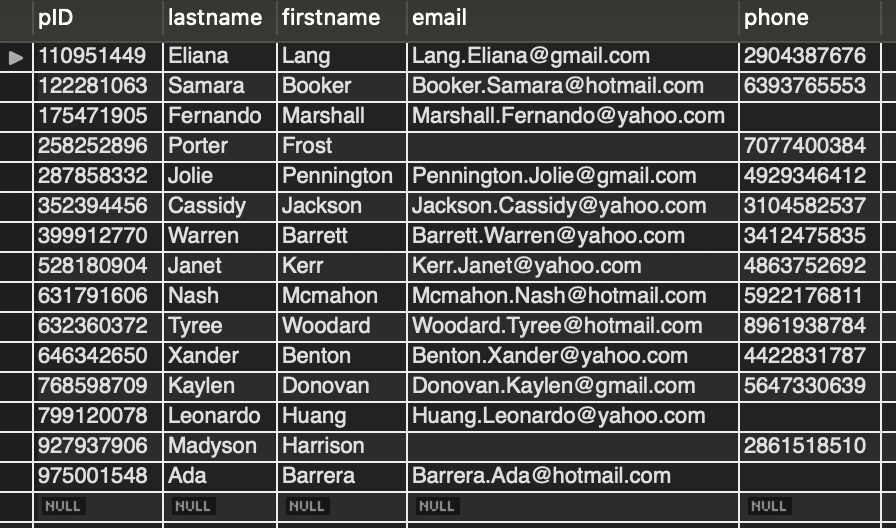 pID lastname firstname email phone
110951449 Eliana Lang Lang.Eliana@gmail.com 2904387676
122281063 Samara Booker Booker.Samara@hotmail.com 6393765553
175471905 Fernando Marshall Marshall.Fernando@yahoo.com
258252896 Porter Frost 7077400384
287858332 Jolie Pennington Pennington.Jolie@gmail.com 4929346412
352394456 Cassidy Jackson Jackson.Cassidy@yahoo.com 3104582537
399912770 Warren Barrett Barrett.Warren@yahoo.com 3412475835
528180904 Janet Kerr Kerr.Janet@yahoo.com 4863752692
631791606 Nash Mcmahon Mcmahon.Nash@hotmail.com 5922176811
632360372 Tyree Woodard Woodard.Tyree@hotmail.com 8961938784
646342650 Xander Benton Benton.Xander@yahoo.com 4422831787
768598709 Kaylen Donovan Donovan.Kaylen@gmail.com 5647330639
799120078 Leonardo Huang Huang.Leonardo@yahoo.com
927937906 Madyson Harrison 2861518510
975001548 Ada Barrera Barrera.Ada@hotmail.com
NULL NULL NULL NULL NULL